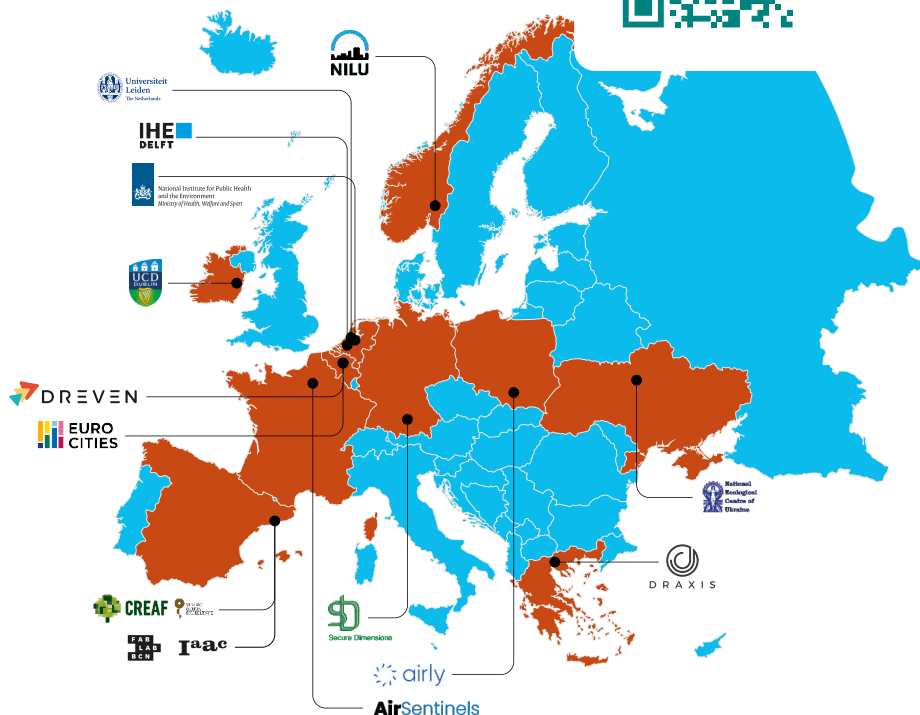 NILU
Universiteit
Leiden
The Netherlands
IHE
DELFT
National Institute for Public Health
and the Environment
Ministry of Health, Welfare and Sport
UCD
DUBLIN
DREVEN
EURO
CITIES
National
Ecological
Centre of
Ukraine
DRAXIS
CREAF
FAB
LAB
BCN
Iaac
SD
Secure Dimensions
airly
AirSentinels